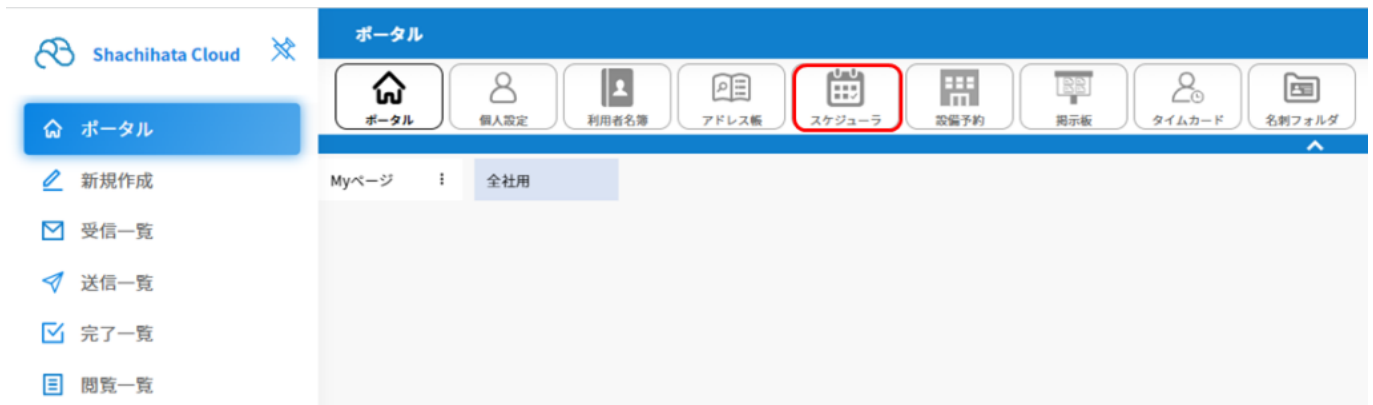 Shachihata Cloud
ポータル
新規作成
受信一覧
送信一覧
完了一覧
閲覧一覧
ポータル
ポータル
個人設定
利用者名簿
アドレス帳
スケジューラ
設備予約
掲示板
タイムカード
名刺フォルダ
Myページ
全社用